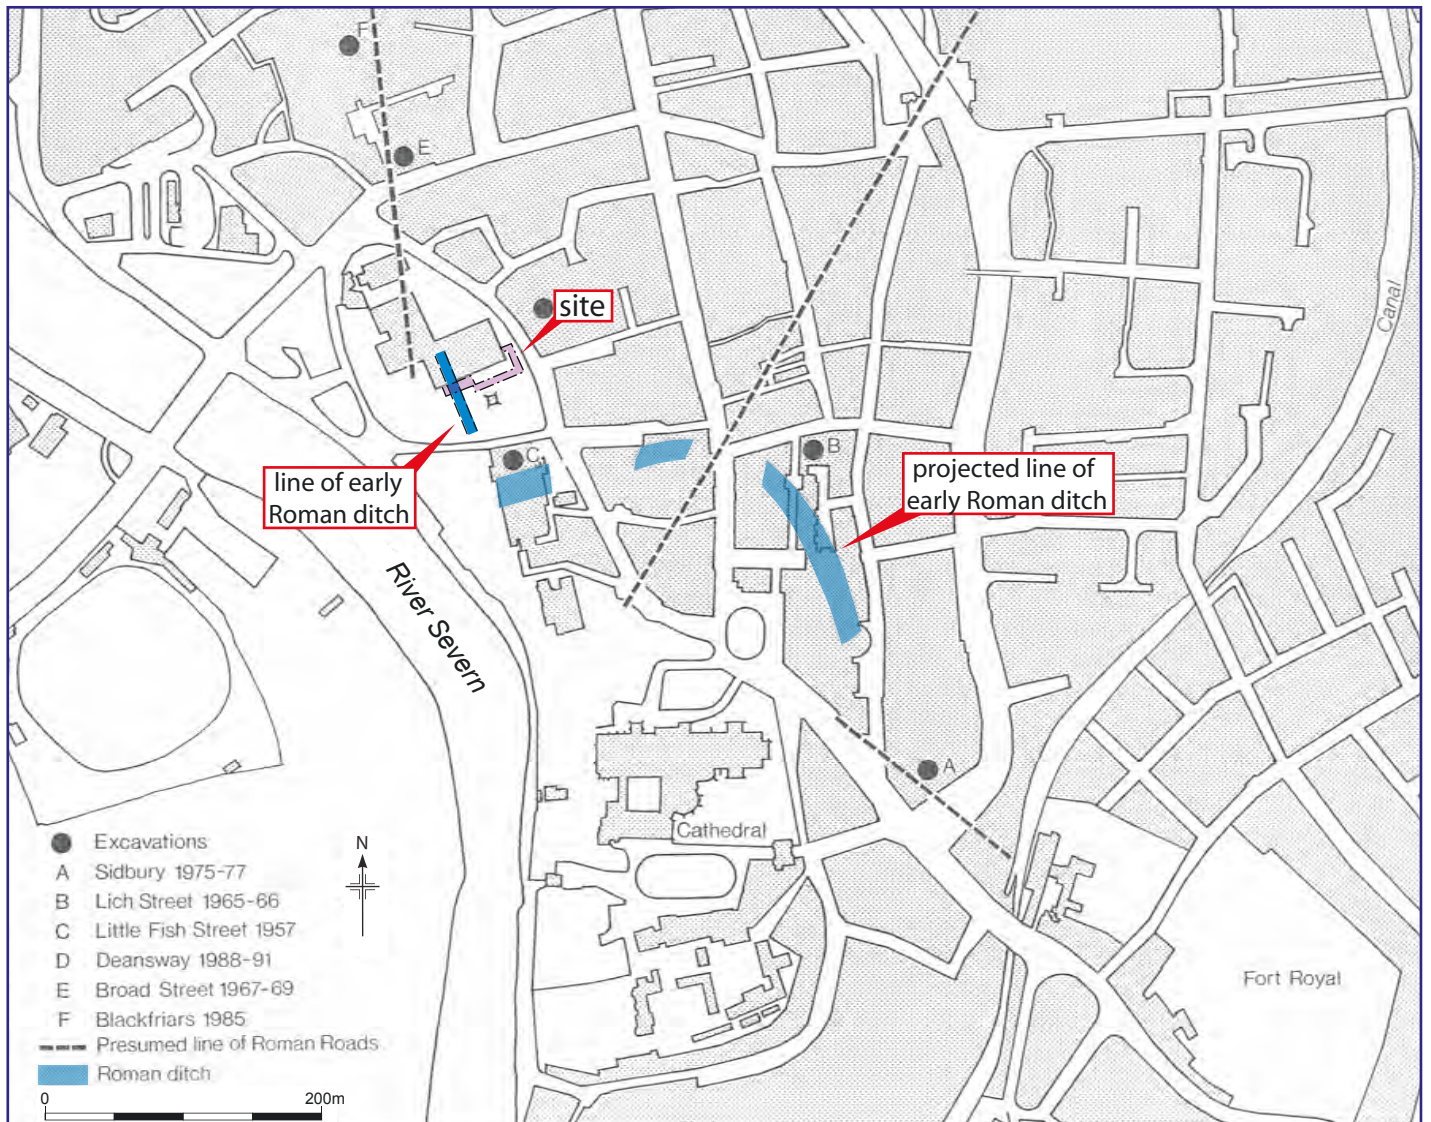 F
E
site
B
C
line of early
Roman ditch
projected line of
early Roman ditch
Canal
River Severn
A
Cathedral
Fort Royal
N
Excavations
A Sidbury 1975-77
B Lich Street 1965-66
C Little Fish Street 1957
D Deansway 1988-91
E Broad Street 1967-69
F Blackfriars 1985
Presumed line of Roman Roads
Roman ditch
0 200m